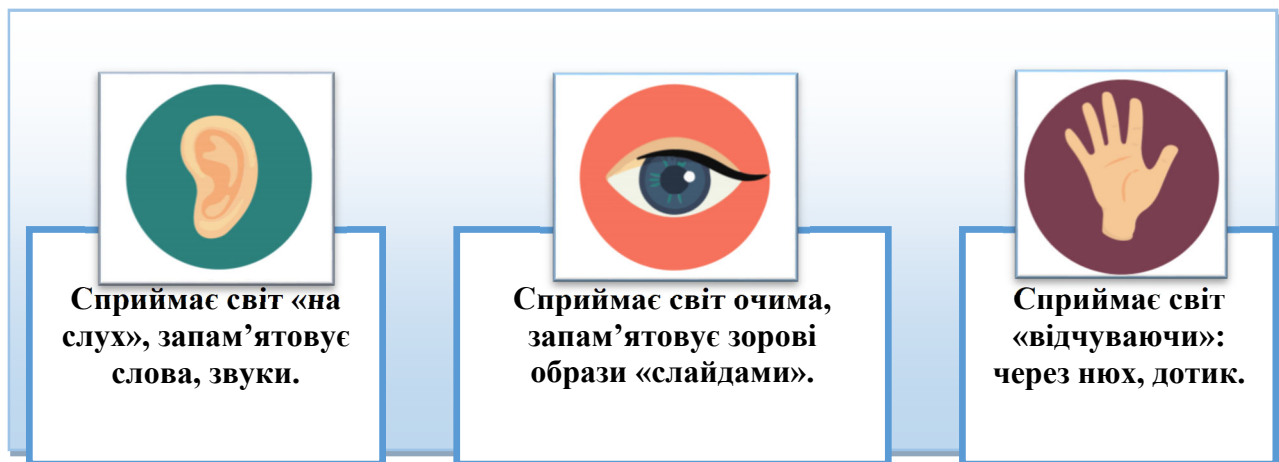 Сприймає світ «на
слух», запам’ятовує
слова, звуки.
Сприймає світ очима,
запам’ятовує зорові
образи «слайдами».
Сприймає світ
«відчуваючи»:
через нюх, дотик.